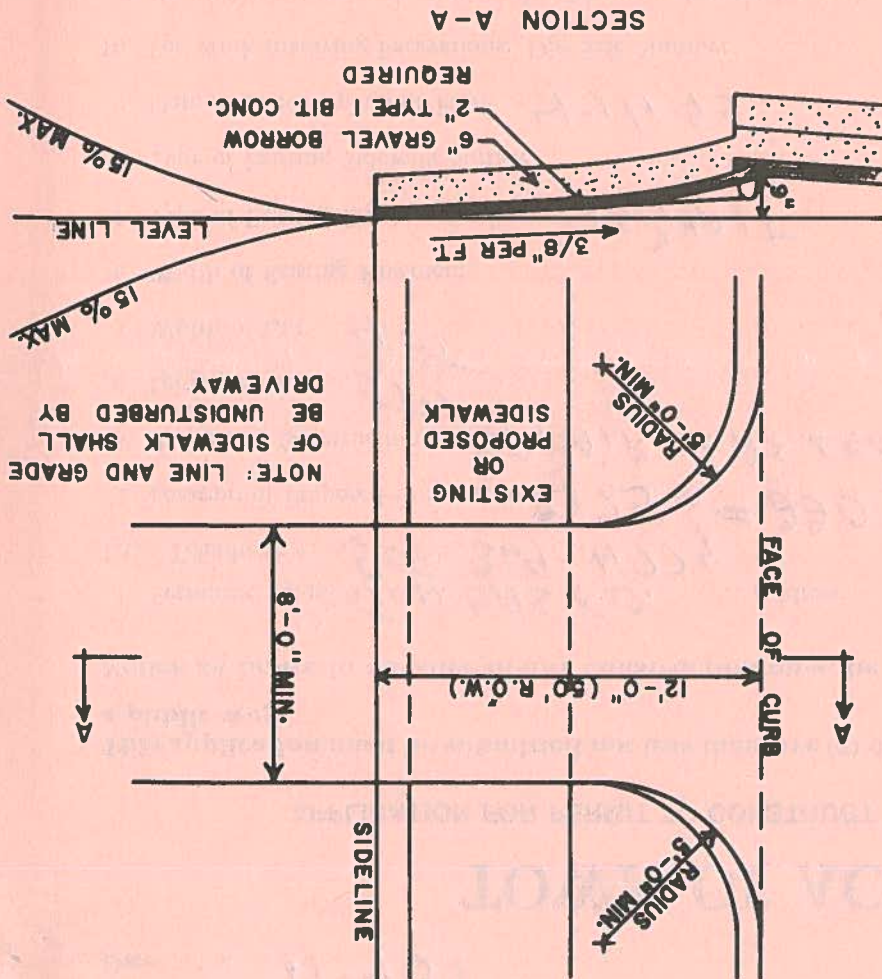 RADIUS
5'-0" MIN.
SIDELINE
A
FACE OF CURB
A
12'-0" (50' R.O.W.)
8'-0" MIN.
RADIUS
5'-0" MIN.
EXISTING
OR
PROPOSED
SIDEWALK
NOTE: LINE AND GRADE
OF SIDEWALK SHALL
BE UNDISTURBED BY
DRIVEWAY
15% MAX.
3/8" PER FT.
LEVEL LINE
6"
15% MAX.
6" GRAVEL BORROW
2" TYPE I BIT. CONC.
REQUIRED
SECTION A-A